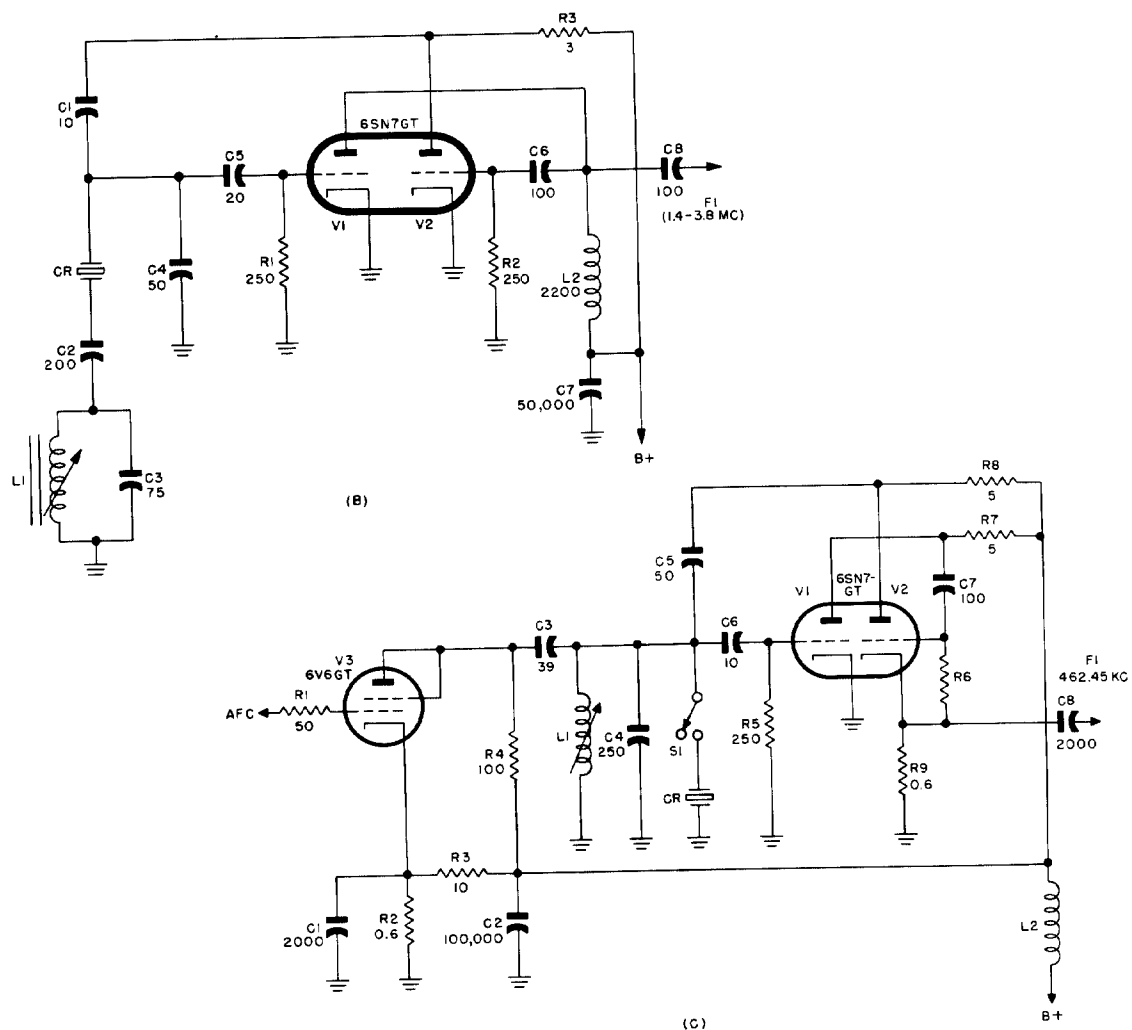 R3
3
C1
10
6SN7GT
C5
20
C6
100
C8
100
F1
(1.4-3.8 MC)
V1
V2
CR
C4
50
R1
250
R2
250
L2
2200
C2
200
C7
50,000
B+
L1
C3
75
(B)
R8
5
R7
5
C5
50
V1
6SN7-
GT
V2
C7
100
C3
39
C6
10
R6
F1
462.45 KC
V3
6V6GT
AFC
R1
50
C8
2000
R4
100
L1
C4
250
S1
R5
250
CR
R9
0.6
R3
10
C1
2000
R2
0.6
C2
100,000
L2
B+
(C)